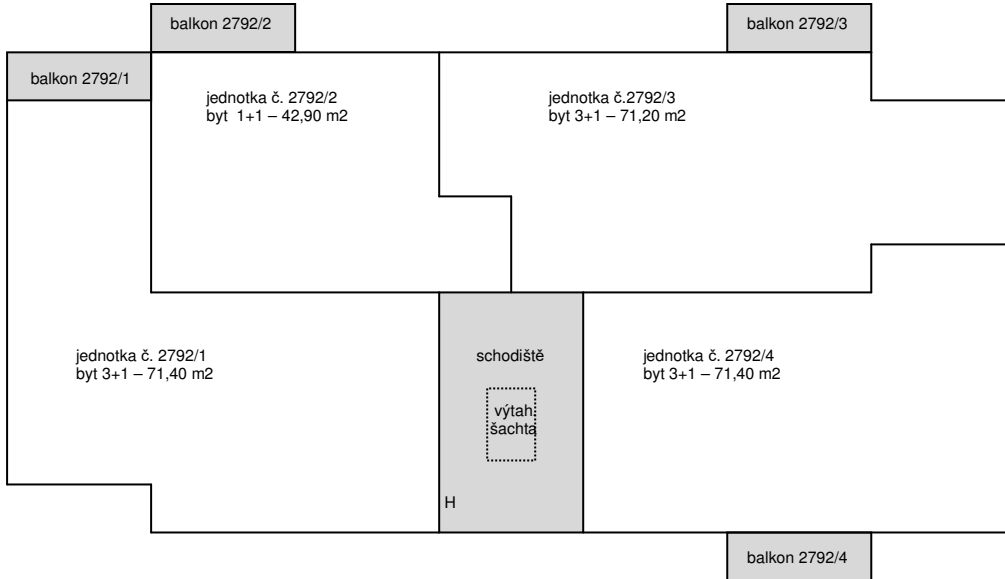 balkon 2792/2
balkon 2792/3
balkon 2792/1
jednotka č. 2792/2
byt 1+1 – 42,90 m2
jednotka č.2792/3
byt 3+1 – 71,20 m2
jednotka č. 2792/1
byt 3+1 – 71,40 m2
schodiště
výtah.
šachta
H
jednotka č. 2792/4
byt 3+1 – 71,40 m2
balkon 2792/4